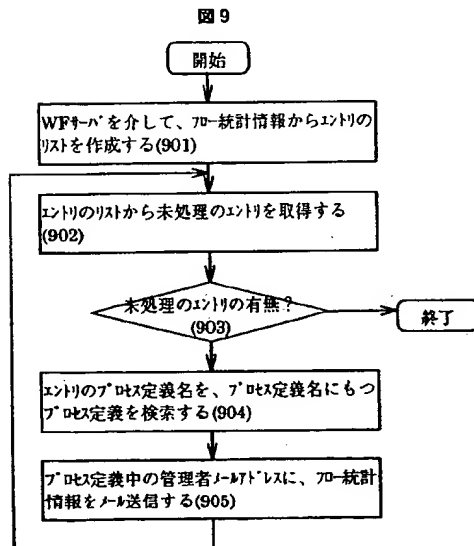 図9
開始
WFサーバを介して、フロー統計情報からエントリの
リストを作成する(901)
エントリのリストから未処理のエントリを取得する
(902)
未処理のエントリの有無?
(903)
終了
エントリのプロセス定義名を、プロセス定義名にもつ
プロセス定義を検索する(904)
プロセス定義中の管理者メールアドレスに、フロー統計
情報をメール送信する(905)